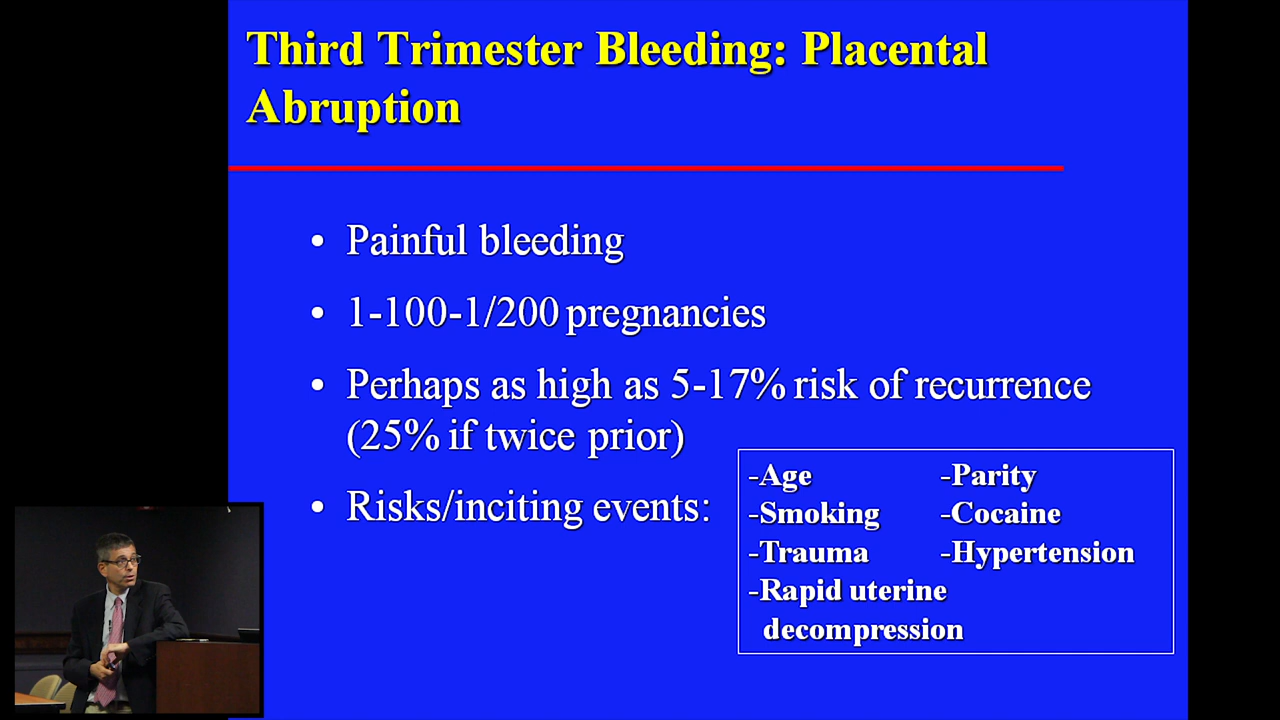 Third Trimester Bleeding: Placental
Abruption
• Painful bleeding
• 1-100-1/200 pregnancies
• Perhaps as high as 5-17% risk of recurrence
(25% if twice prior)
• Risks/inciting events:
-Age -Parity
-Smoking -Cocaine
-Trauma -Hypertension
-Rapid uterine
decompression